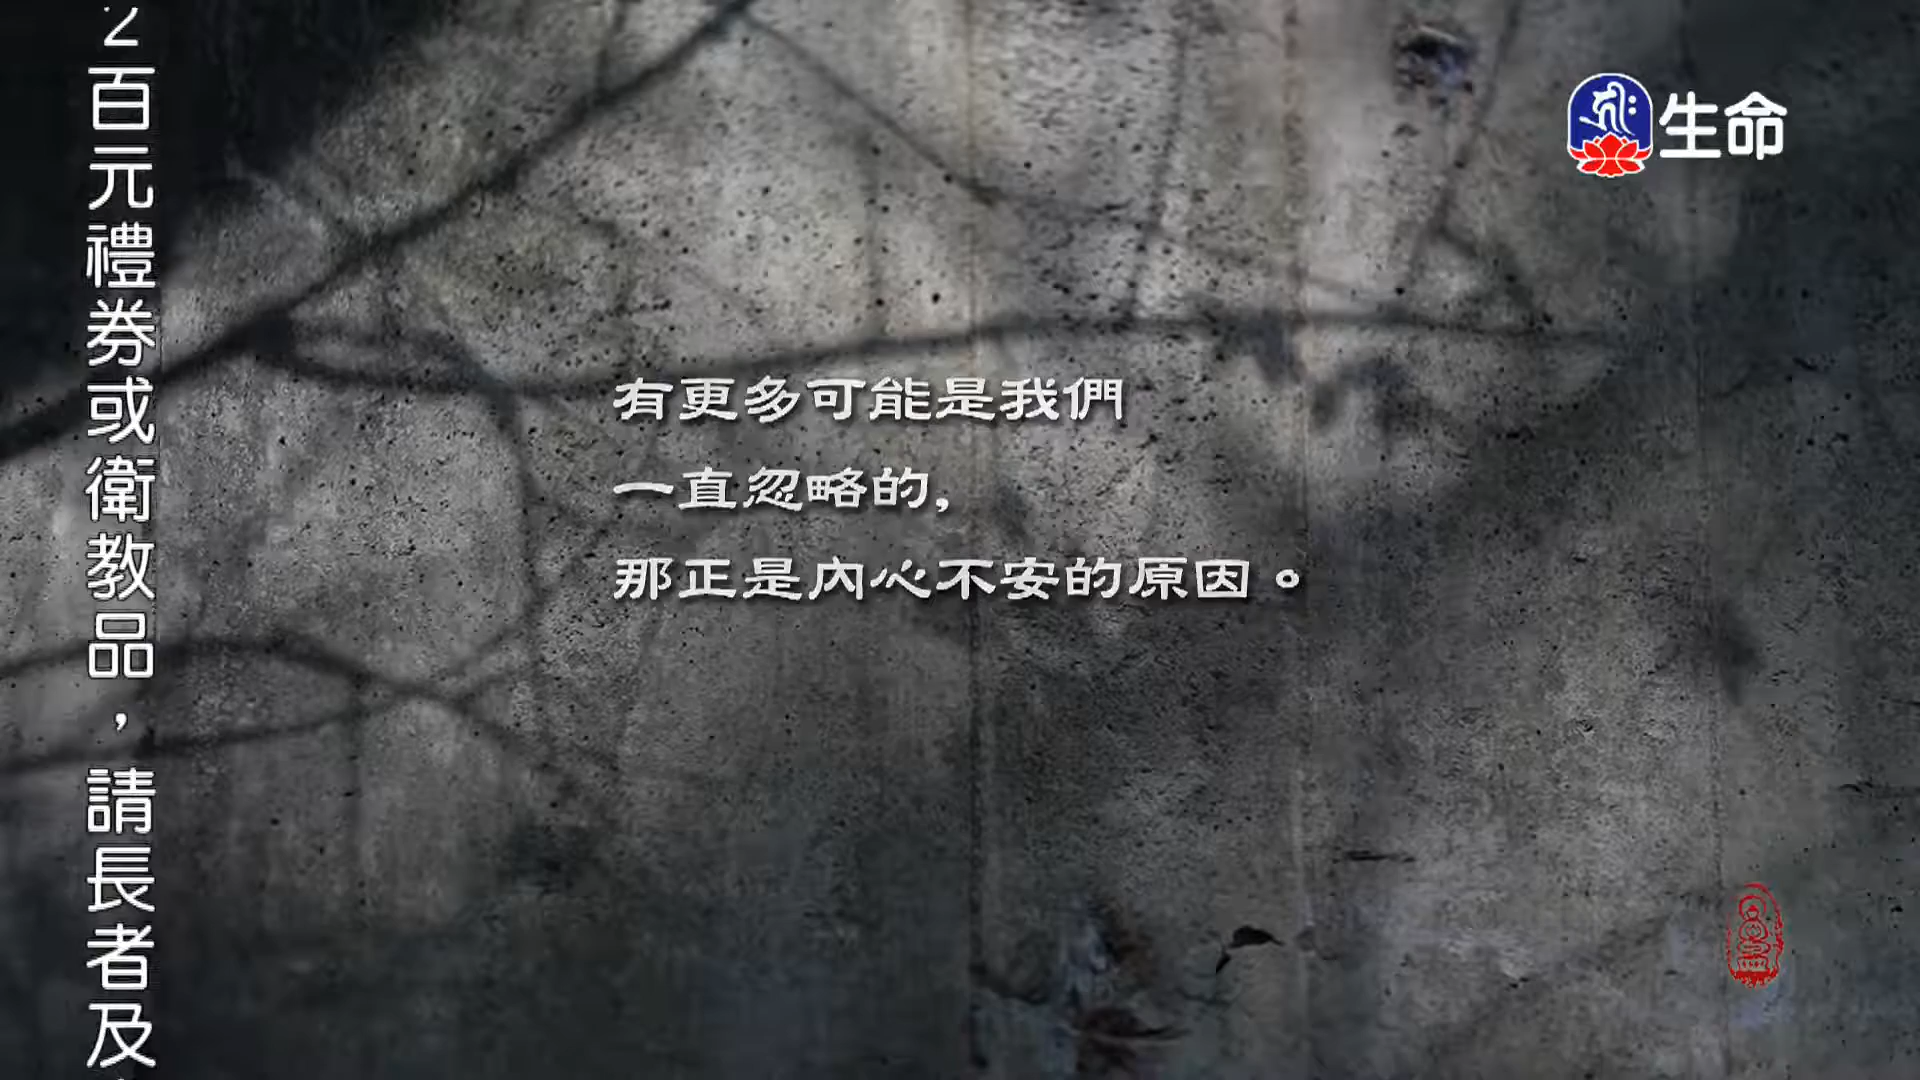 2百元禮券或衛教品，請長者及
生命
有更多可能是我們
一直忽略的，
那正是內心不安的原因。